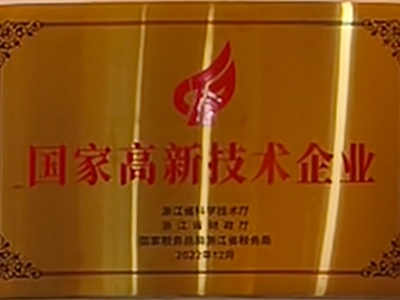 国家高新技术企业
浙江省科学技术厅
浙江省财政厅
国家税务总局浙江省税务局
2022年12月